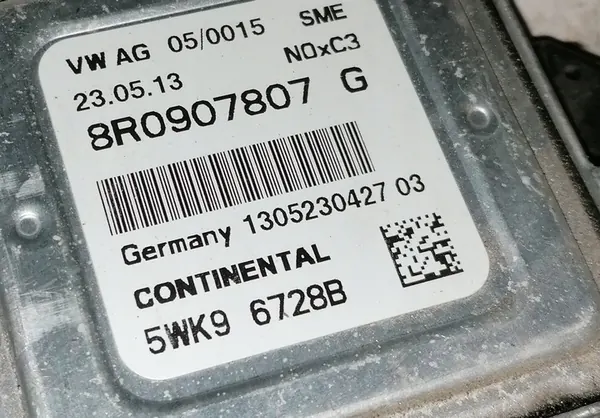 VW AG 05/0015 SME
23.05.13 NOxC3
8R0907807 G
Germany 1305230427 03
CONTINENTAL
5WK9 6728B